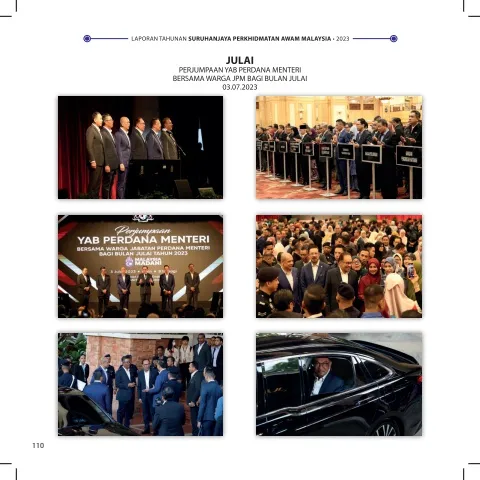 LAPORAN TAHUNAN SURUHANJAYA PERKHIDMATAN AWAM MALAYSIA • 2023
JULAI
PERJUMPAAN YAB PERDANA MENTERI
BERSAMA WARGA JPM BAGI BULAN JULAI
03.07.2023
Perjumpaan
YAB PERDANA MENTERI
BERSAMA WARGA JABATAN PERDANA MENTERI
BAGI BULAN JULAI TAHUN 2023
MALAYSIA
MADANI
110